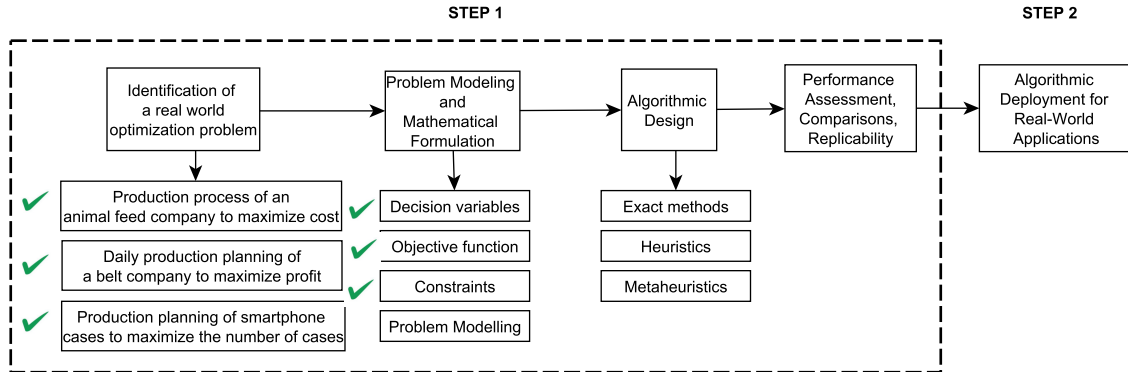 STEP 1
STEP 2
Identification of
a real world
optimization problem
Problem Modeling
and
Mathematical
Formulation
Algorithmic
Design
Performance
Assessment,
Comparisons,
Replicability
Algorithmic
Deployment for
Real-World
Applications
Production process of an
animal feed company to maximize cost
Daily production planning of
a belt company to maximize profit
Production planning of smartphone
cases to maximize the number of cases
Decision variables
Objective function
Constraints
Problem Modelling
Exact methods
Heuristics
Metaheuristics